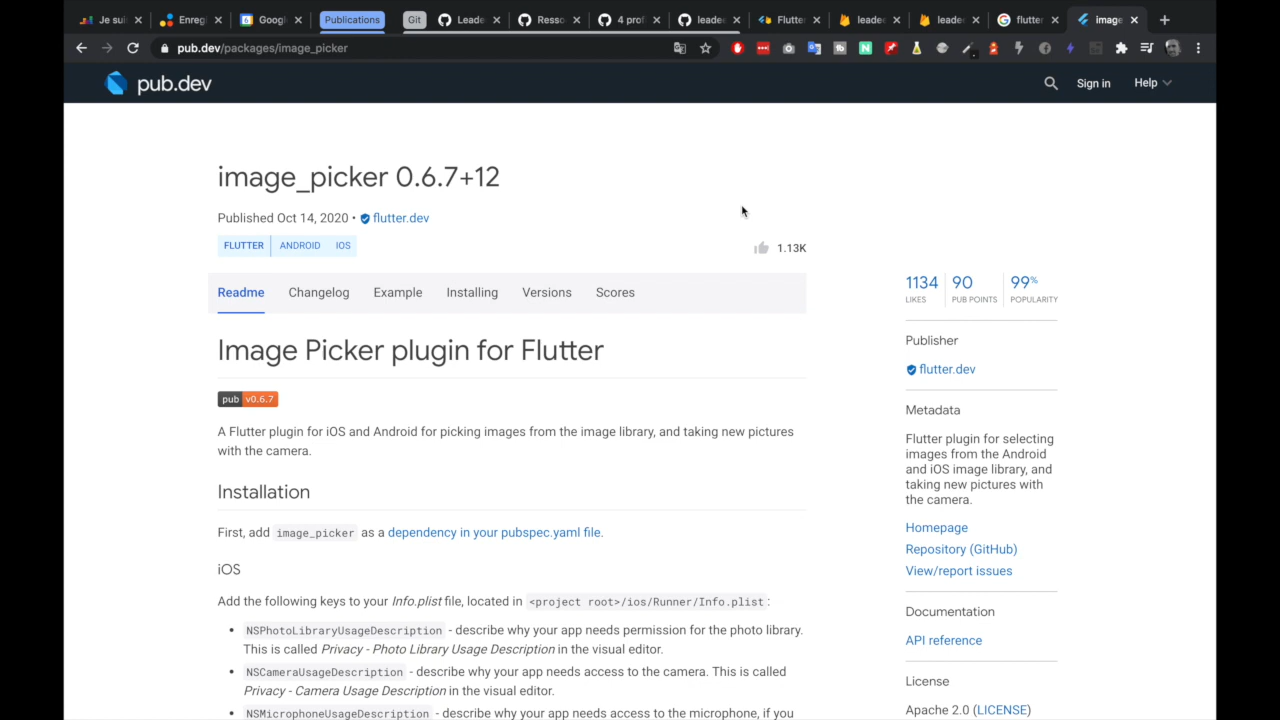 Je sui
Enregi
Googl
Publications
Git
Leade
Resso
4 prof
leade
Flutter
leade
leade
flutter
image
pub.dev/packages/image_picker
pub.dev
Sign in
Help
image_picker 0.6.7+12
Published Oct 14, 2020 • flutter.dev
FLUTTER ANDROID IOS
1.13K
Readme Changelog Example Installing Versions Scores
Image Picker plugin for Flutter
pub v0.6.7
A Flutter plugin for iOS and Android for picking images from the image library, and taking new pictures
with the camera.
Installation
First, add image_picker as a dependency in your pubspec.yaml file.
iOS
Add the following keys to your Info.plist file, located in <project root>/ios/Runner/Info.plist :
• NSPhotoLibraryUsageDescription - describe why your app needs permission for the photo library.
This is called Privacy - Photo Library Usage Description in the visual editor.
• NSCameraUsageDescription - describe why your app needs access to the camera. This is called
Privacy - Camera Usage Description in the visual editor.
• NSMicrophoneUsageDescription - describe why your app needs access to the microphone, if you
1134 90 99%
LIKES PUB POINTS POPULARITY
Publisher
flutter.dev
Metadata
Flutter plugin for selecting
images from the Android
and iOS image library, and
taking new pictures with
the camera.
Homepage
Repository (GitHub)
View/report issues
Documentation
API reference
License
Apache 2.0 (LICENSE)